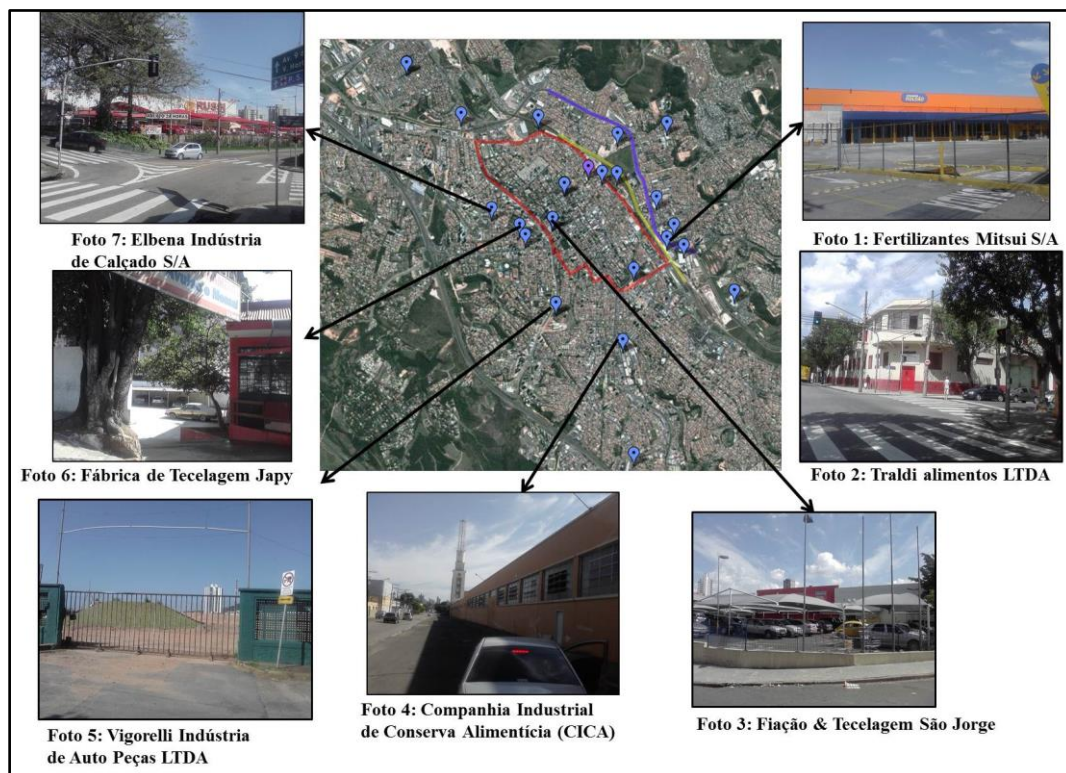 RUSSI
Foto 7: Elbena Indústria
de Calçado S/A
Foto 1: Fertilizantes Mitsui S/A
Foto 6: Fábrica de Tecelagem Japy
Foto 2: Traldi alimentos LTDA
Foto 5: Vigorelli Indústria
de Auto Peças LTDA
Foto 4: Companhia Industrial
de Conserva Alimentícia (CICA)
Foto 3: Fiação & Tecelagem São Jorge